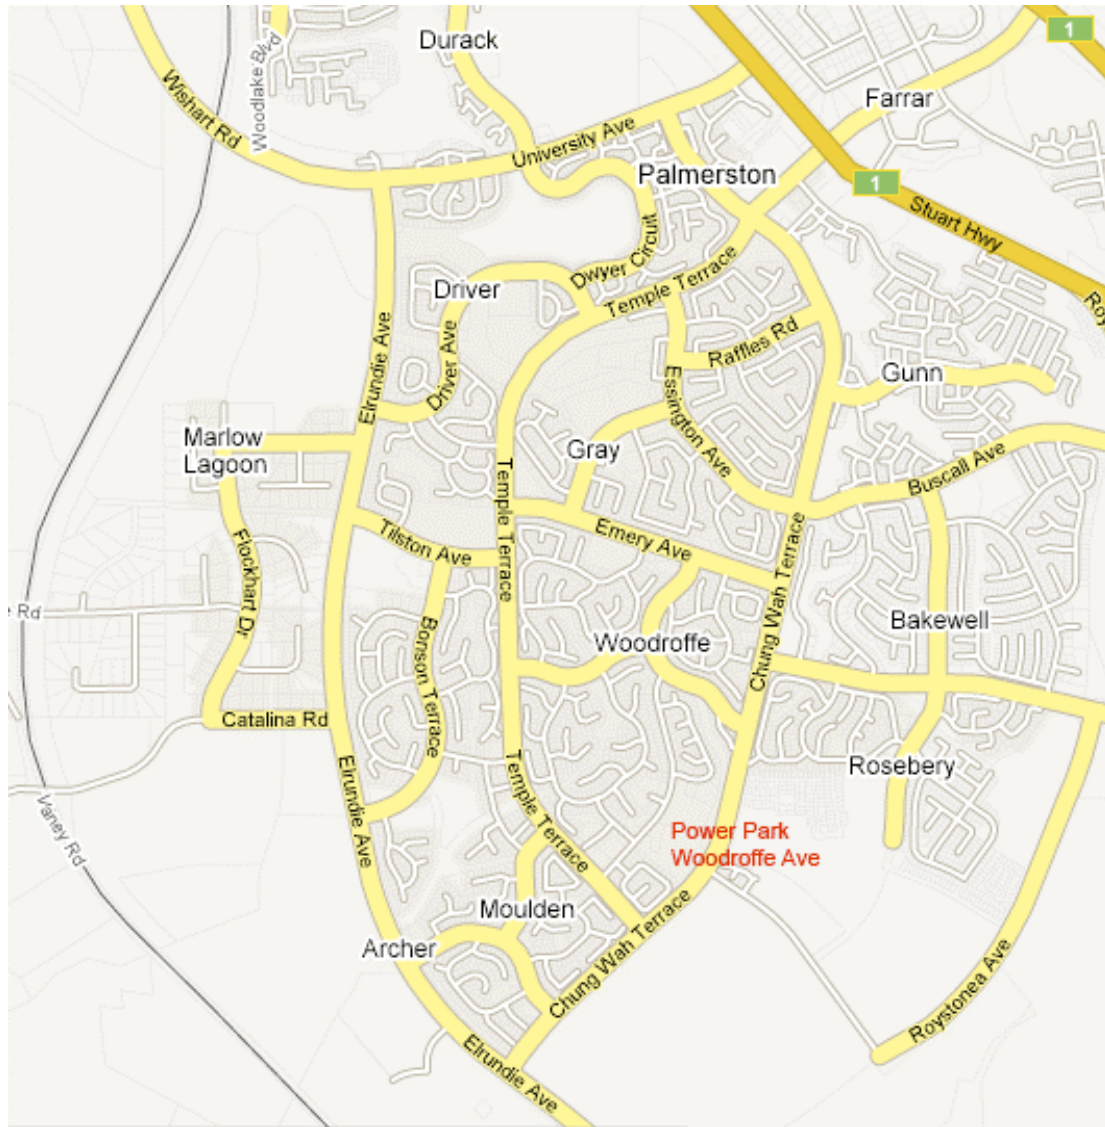 Durack
1
Woodlake Blvd
Wishart Rd
Farrar
University Ave
Palmerston
1
Stuart Hwy
Dwyer Circuit
Driver
Temple Terrace
Roy
Elrundie Ave
Driver Ave
Raffles Rd
Gunn
Essington Ave
Marlow
Lagoon
Gray
Buscall Ave
Temple Terrace
Emery Ave
Tilston Ave
Flockhart Dr
Chung Wah Terrace
e Rd
Bonson Terrace
Woodroffe
Bakewell
Catalina Rd
Rosebery
Elrundie Ave
Temple Terrace
Waney Rd
Power Park
Woodroffe Ave
Moulden
Archer
Chung Wah Terrace
Roystonea Ave
Elrundie Ave